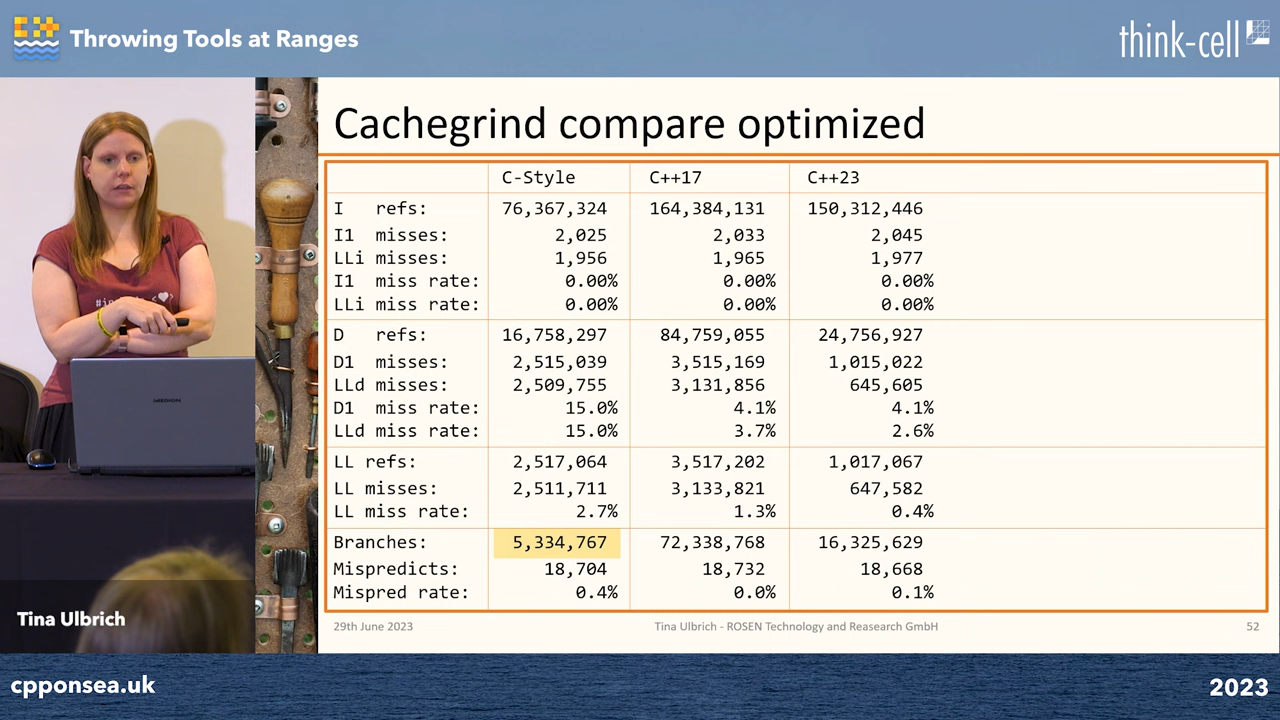 Throwing Tools at Ranges
think-cell
Cachegrind compare optimized
C-Style C++17 C++23
I refs: 76,367,324 164,384,131 150,312,446
I1 misses: 2,025 2,033 2,045
LLi misses: 1,956 1,965 1,977
I1 miss rate: 0.00% 0.00% 0.00%
LLi miss rate: 0.00% 0.00% 0.00%
D refs: 16,758,297 84,759,055 24,756,927
D1 misses: 2,515,039 3,515,169 1,015,022
LLd misses: 2,509,755 3,131,856 645,605
D1 miss rate: 15.0% 4.1% 4.1%
LLd miss rate: 15.0% 3.7% 2.6%
LL refs: 2,517,064 3,517,202 1,017,067
LL misses: 2,511,711 3,133,821 647,582
LL miss rate: 2.7% 1.3% 0.4%
Branches: 5,334,767 72,338,768 16,325,629
Mispredicts: 18,704 18,732 18,668
Mispred rate: 0.4% 0.0% 0.1%
29th June 2023 Tina Ulbrich - ROSEN Technology and Reasearch GmbH 52
Tina Ulbrich
cpponsea.uk
2023